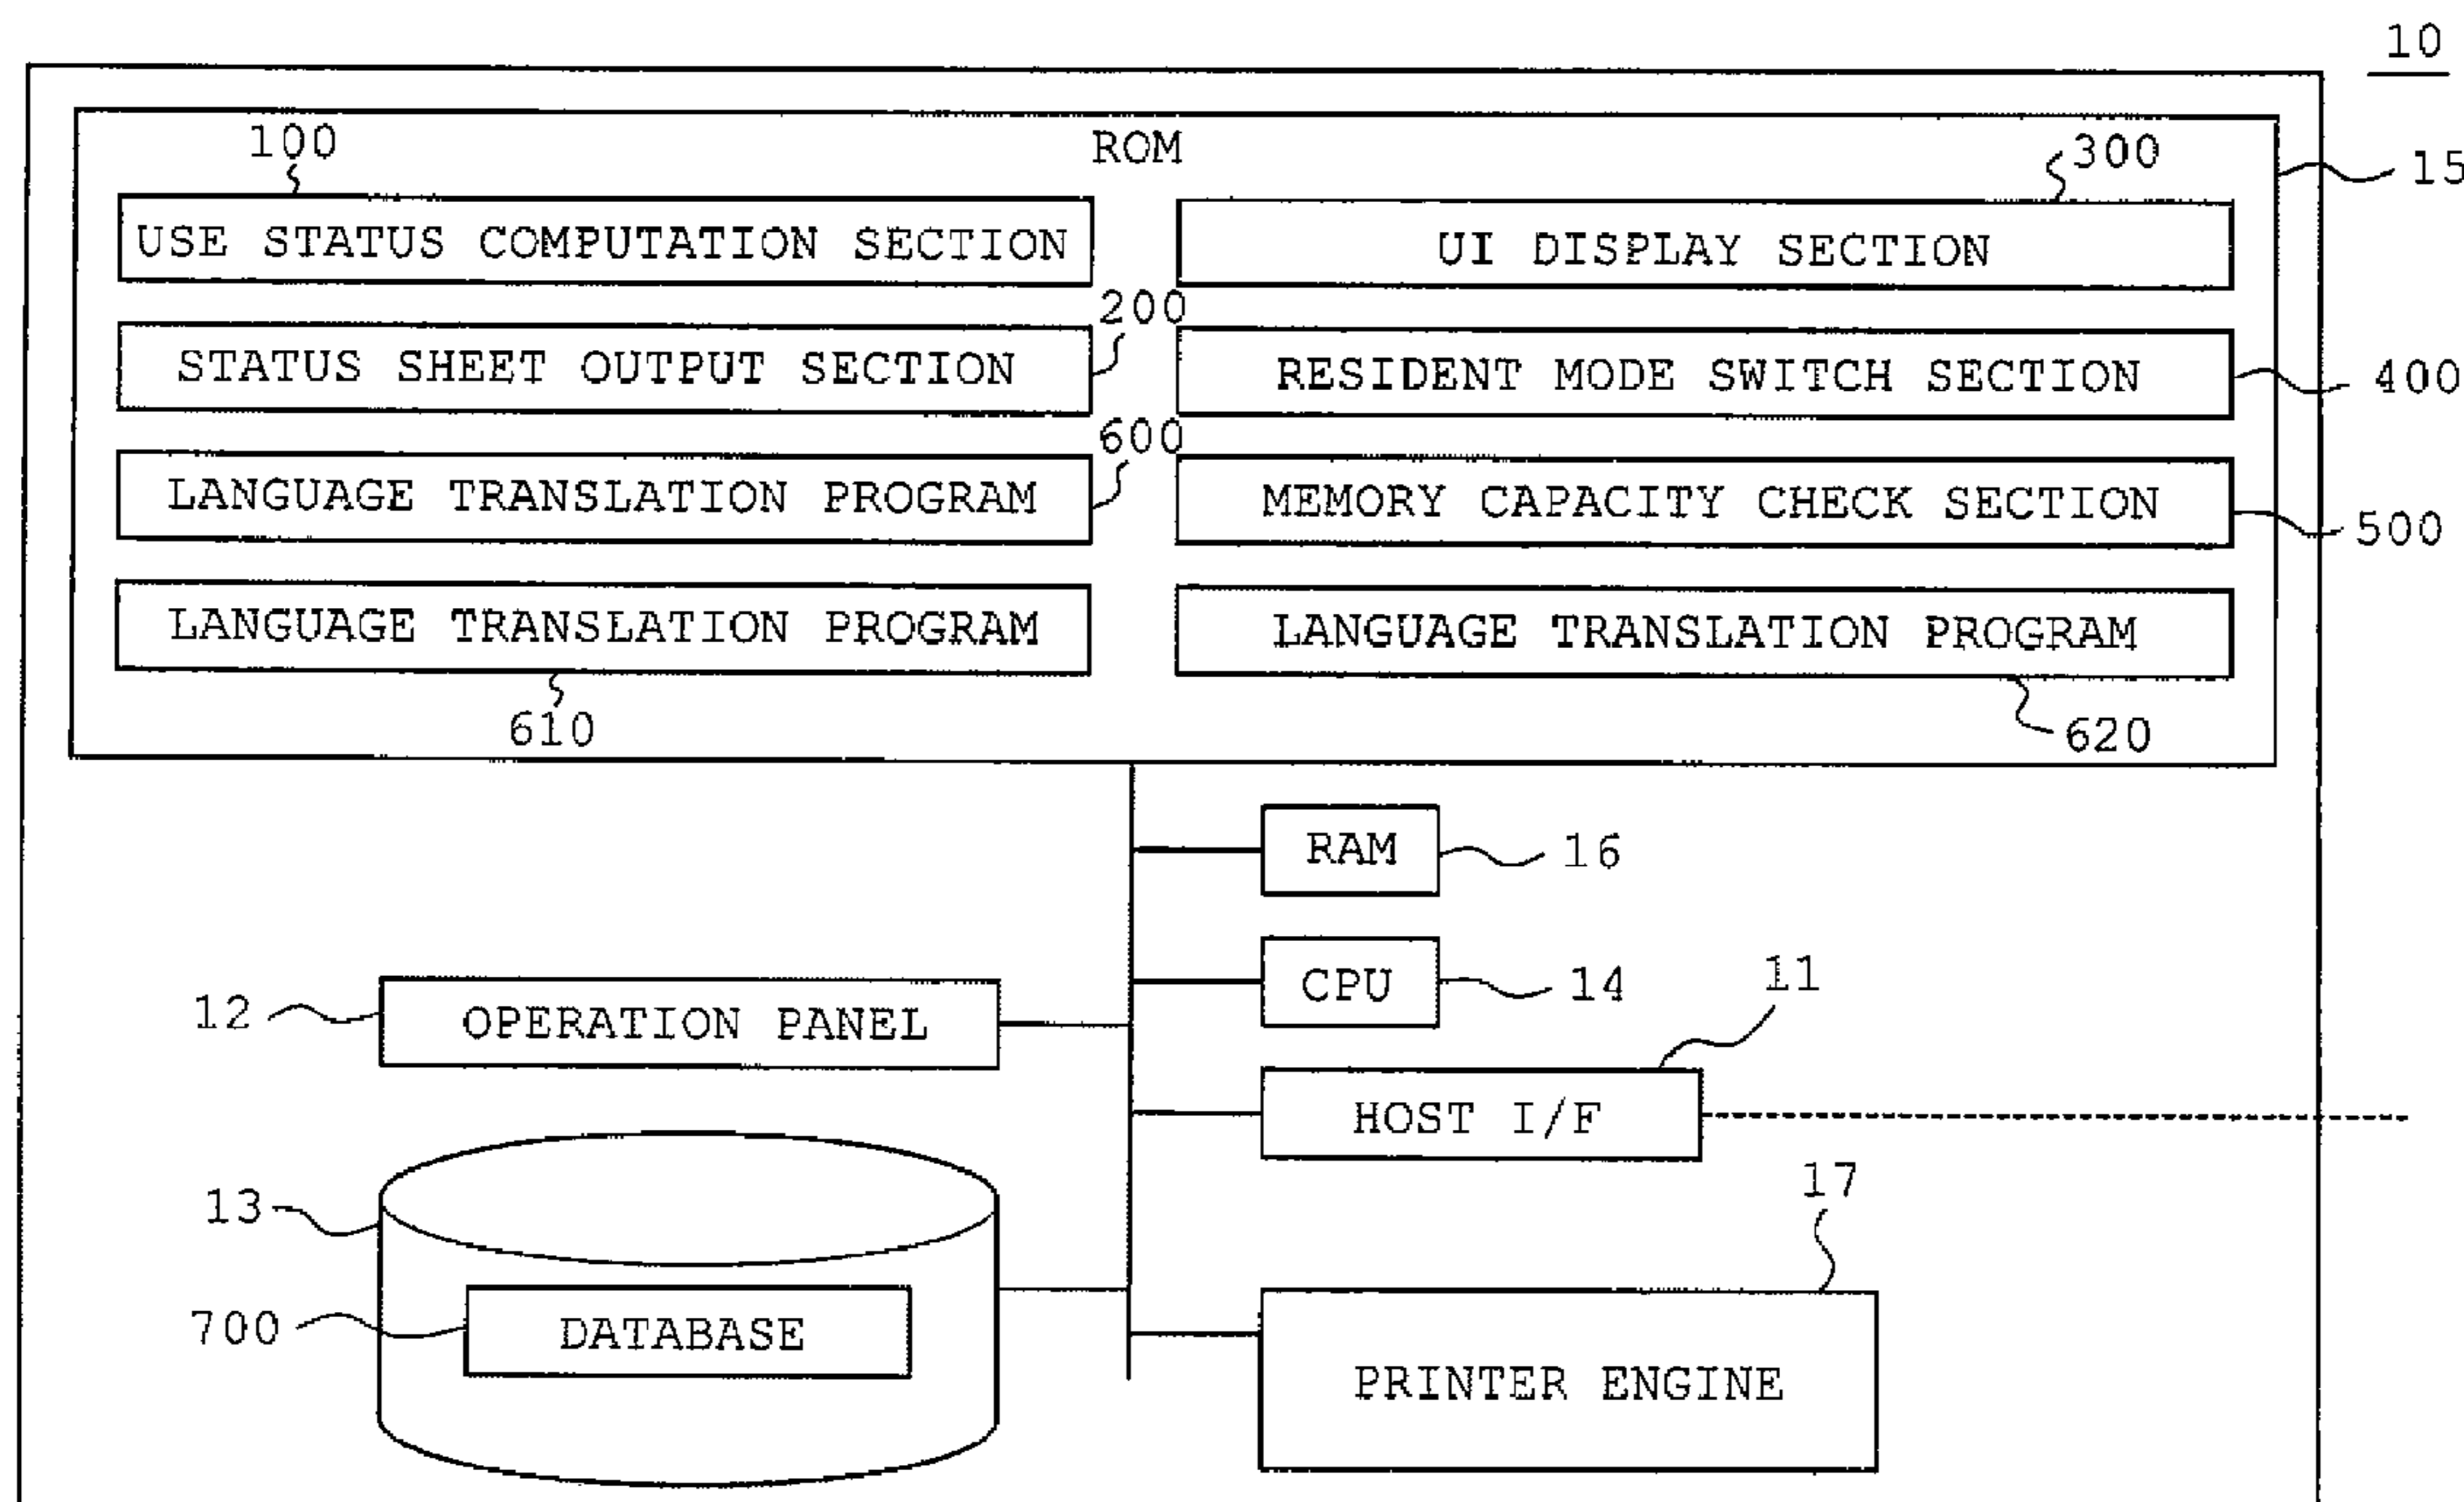 10
ROM
15
100
300
USE STATUS COMPUTATION SECTION
UI DISPLAY SECTION
200
STATUS SHEET OUTPUT SECTION
RESIDENT MODE SWITCH SECTION
400
600
LANGUAGE TRANSLATION PROGRAM
MEMORY CAPACITY CHECK SECTION
500
LANGUAGE TRANSLATION PROGRAM
LANGUAGE TRANSLATION PROGRAM
610
620
RAM
16
CPU
14
11
12
OPERATION PANEL
HOST I/F
13
17
700
DATABASE
PRINTER ENGINE